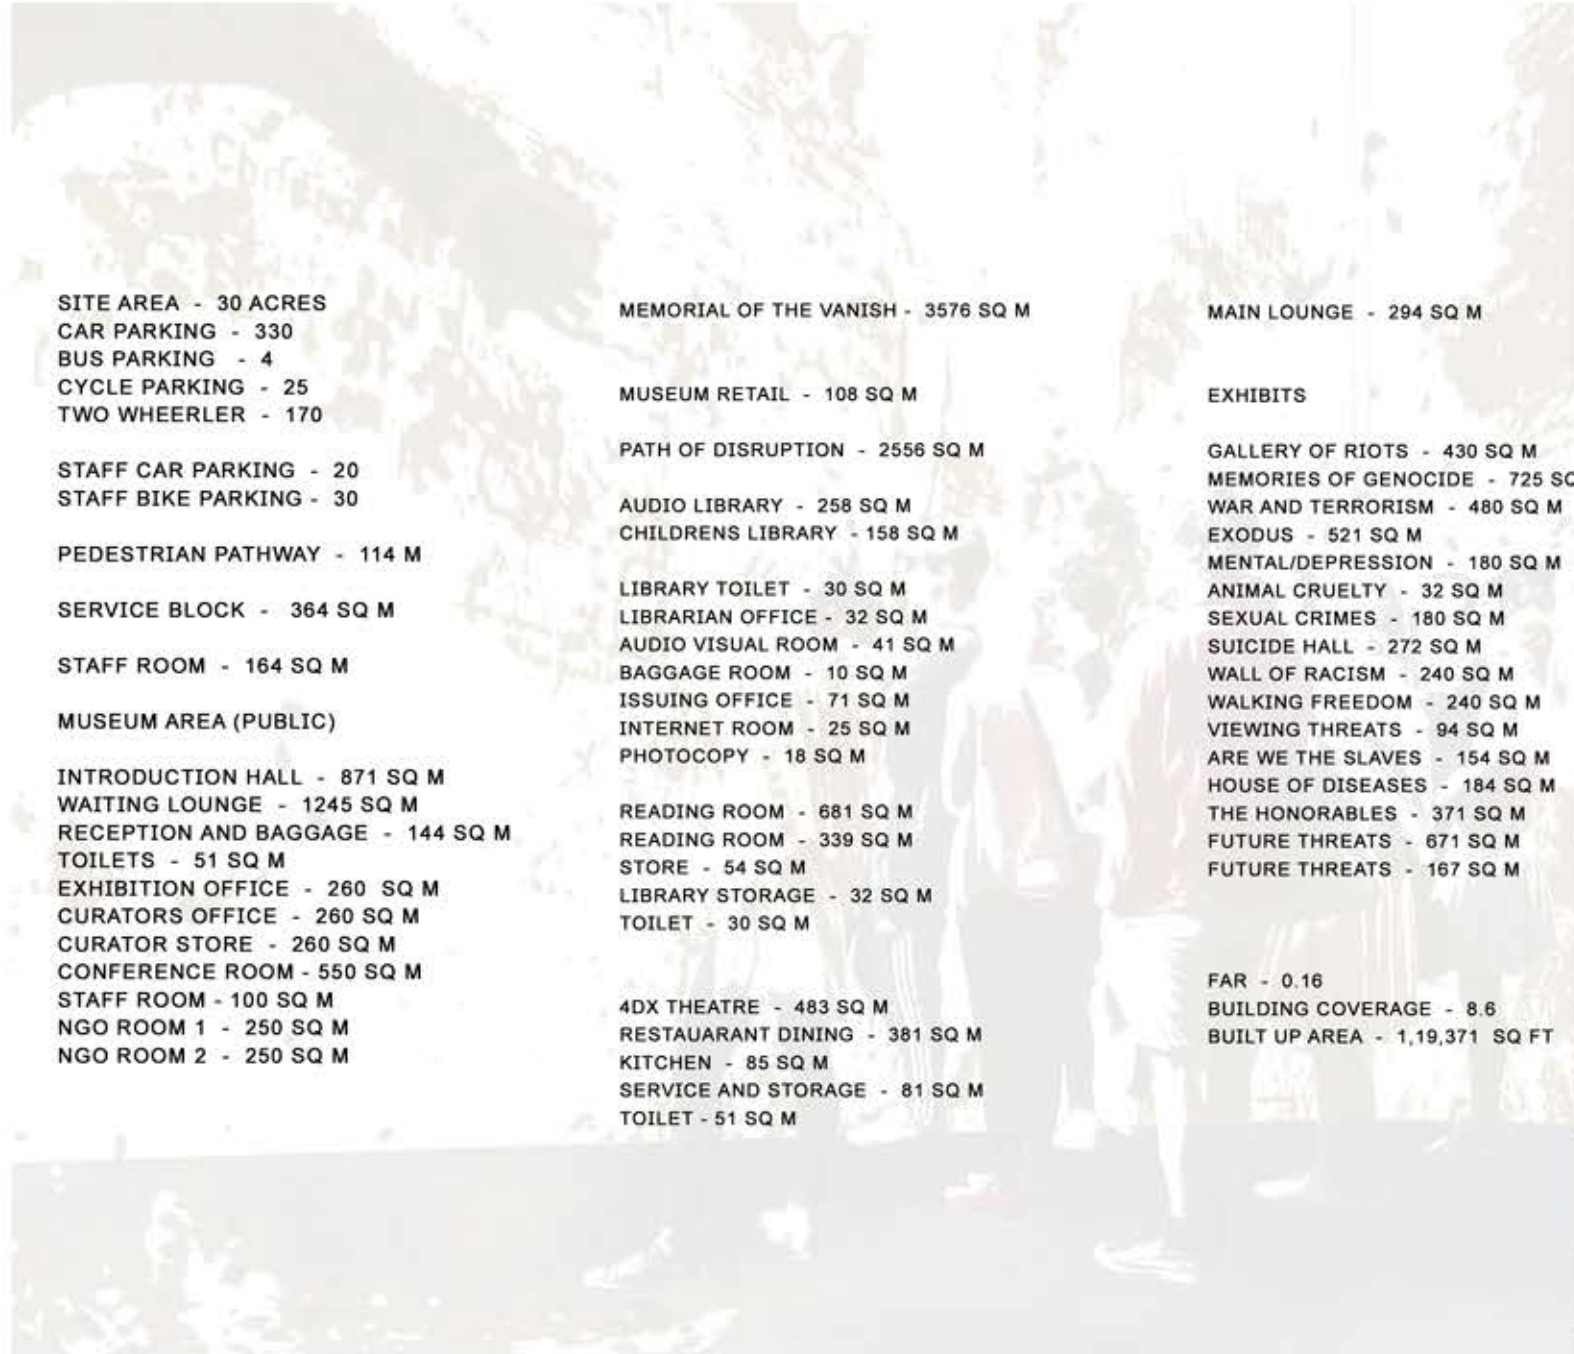 SITE AREA - 30 ACRES
CAR PARKING - 330
BUS PARKING - 4
CYCLE PARKING - 25
TWO WHEERLER - 170
STAFF CAR PARKING - 20
STAFF BIKE PARKING - 30
PEDESTRIAN PATHWAY - 114 M
SERVICE BLOCK - 364 SQ M
STAFF ROOM - 164 SQ M
MUSEUM AREA (PUBLIC)
INTRODUCTION HALL - 871 SQ M
WAITING LOUNGE - 1245 SQ M
RECEPTION AND BAGGAGE - 144 SQ M
TOILETS - 51 SQ M
EXHIBITION OFFICE - 260 SQ M
CURATORS OFFICE - 260 SQ M
CURATOR STORE - 260 SQ M
CONFERENCE ROOM - 550 SQ M
STAFF ROOM - 100 SQ M
NGO ROOM 1 - 250 SQ M
NGO ROOM 2 - 250 SQ M
MEMORIAL OF THE VANISH - 3576 SQ M
MUSEUM RETAIL - 108 SQ M
PATH OF DISRUPTION - 2556 SQ M
AUDIO LIBRARY - 258 SQ M
CHILDRENS LIBRARY - 158 SQ M
LIBRARY TOILET - 30 SQ M
LIBRARIAN OFFICE - 32 SQ M
AUDIO VISUAL ROOM - 41 SQ M
BAGGAGE ROOM - 10 SQ M
ISSUING OFFICE - 71 SQ M
INTERNET ROOM - 25 SQ M
PHOTOCOPY - 18 SQ M
READING ROOM - 681 SQ M
READING ROOM - 339 SQ M
STORE - 54 SQ M
LIBRARY STORAGE - 32 SQ M
TOILET - 30 SQ M
4DX THEATRE - 483 SQ M
RESTAUARANT DINING - 381 SQ M
KITCHEN - 85 SQ M
SERVICE AND STORAGE - 81 SQ M
TOILET - 51 SQ M
MAIN LOUNGE - 294 SQ M
EXHIBITS
GALLERY OF RIOTS - 430 SQ M
MEMORIES OF GENOCIDE - 725 SQ
WAR AND TERRORISM - 480 SQ M
EXODUS - 521 SQ M
MENTAL/DEPRESSION - 180 SQ M
ANIMAL CRUELTY - 32 SQ M
SEXUAL CRIMES - 180 SQ M
SUICIDE HALL - 272 SQ M
WALL OF RACISM - 240 SQ M
WALKING FREEDOM - 240 SQ M
VIEWING THREATS - 94 SQ M
ARE WE THE SLAVES - 154 SQ M
HOUSE OF DISEASES - 184 SQ M
THE HONORABLES - 371 SQ M
FUTURE THREATS - 671 SQ M
FUTURE THREATS - 167 SQ M
FAR - 0.16
BUILDING COVERAGE - 8.6
BUILT UP AREA - 1,19,371 SQ FT